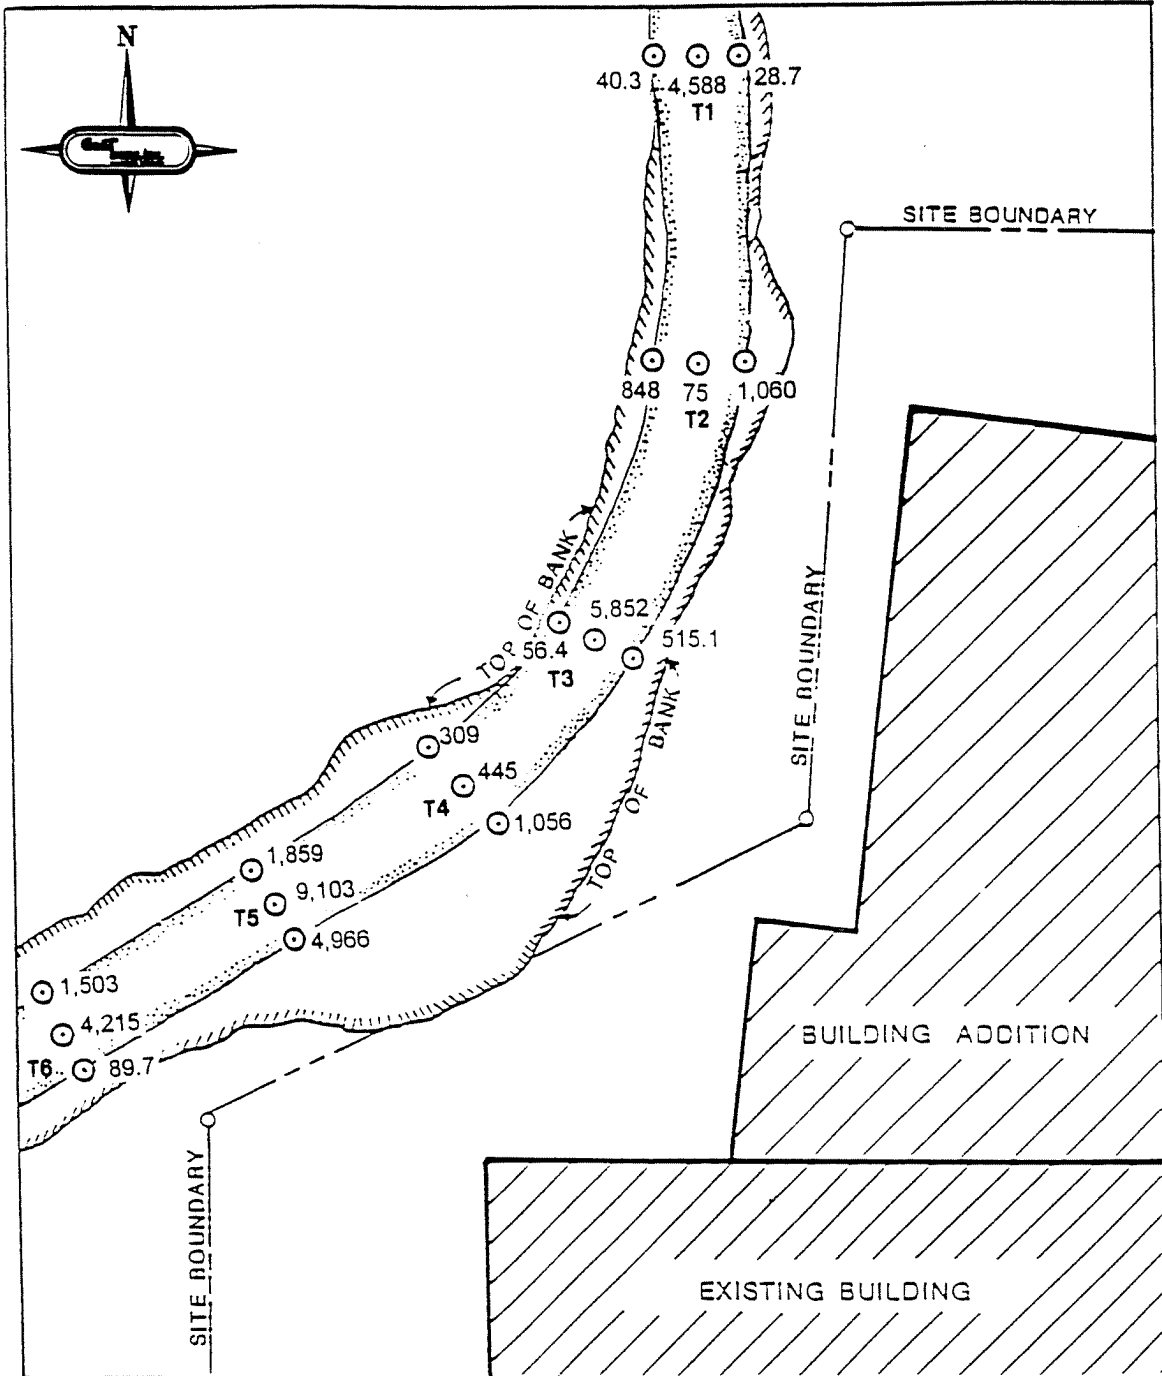 N
40.3 4,588 28.7
T1
SITE BOUNDARY
848 75 1,060
T2
TOP OF BANK
5,852
56.4 515.1
T3
SITE BOUNDARY
TOP OF BANK
309
445
T4
1,056
1,859
9,103
T5
4,966
1,503
4,215
T6
89.7
BUILDING ADDITION
SITE BOUNDARY
EXISTING BUILDING